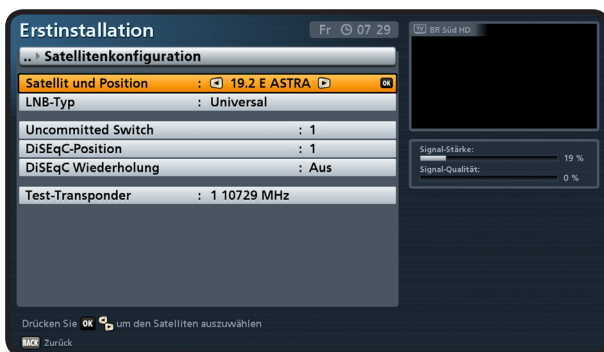 Erstinstallation Fr 07 29
.. Satellitenkonfiguration
Satellit und Position : 19.2 E ASTRA OK
LNB-Typ : Universal
Uncommitted Switch : 1
DiSEqC-Position : 1
DiSEqC Wiederholung : Aus
Test-Transponder : 1 10729 MHz
Drücken Sie OK um den Satelliten auszuwählen
BACK Zurück
TV BR Süd HD
Signal-Stärke:
19 %
Signal-Qualität:
0 %